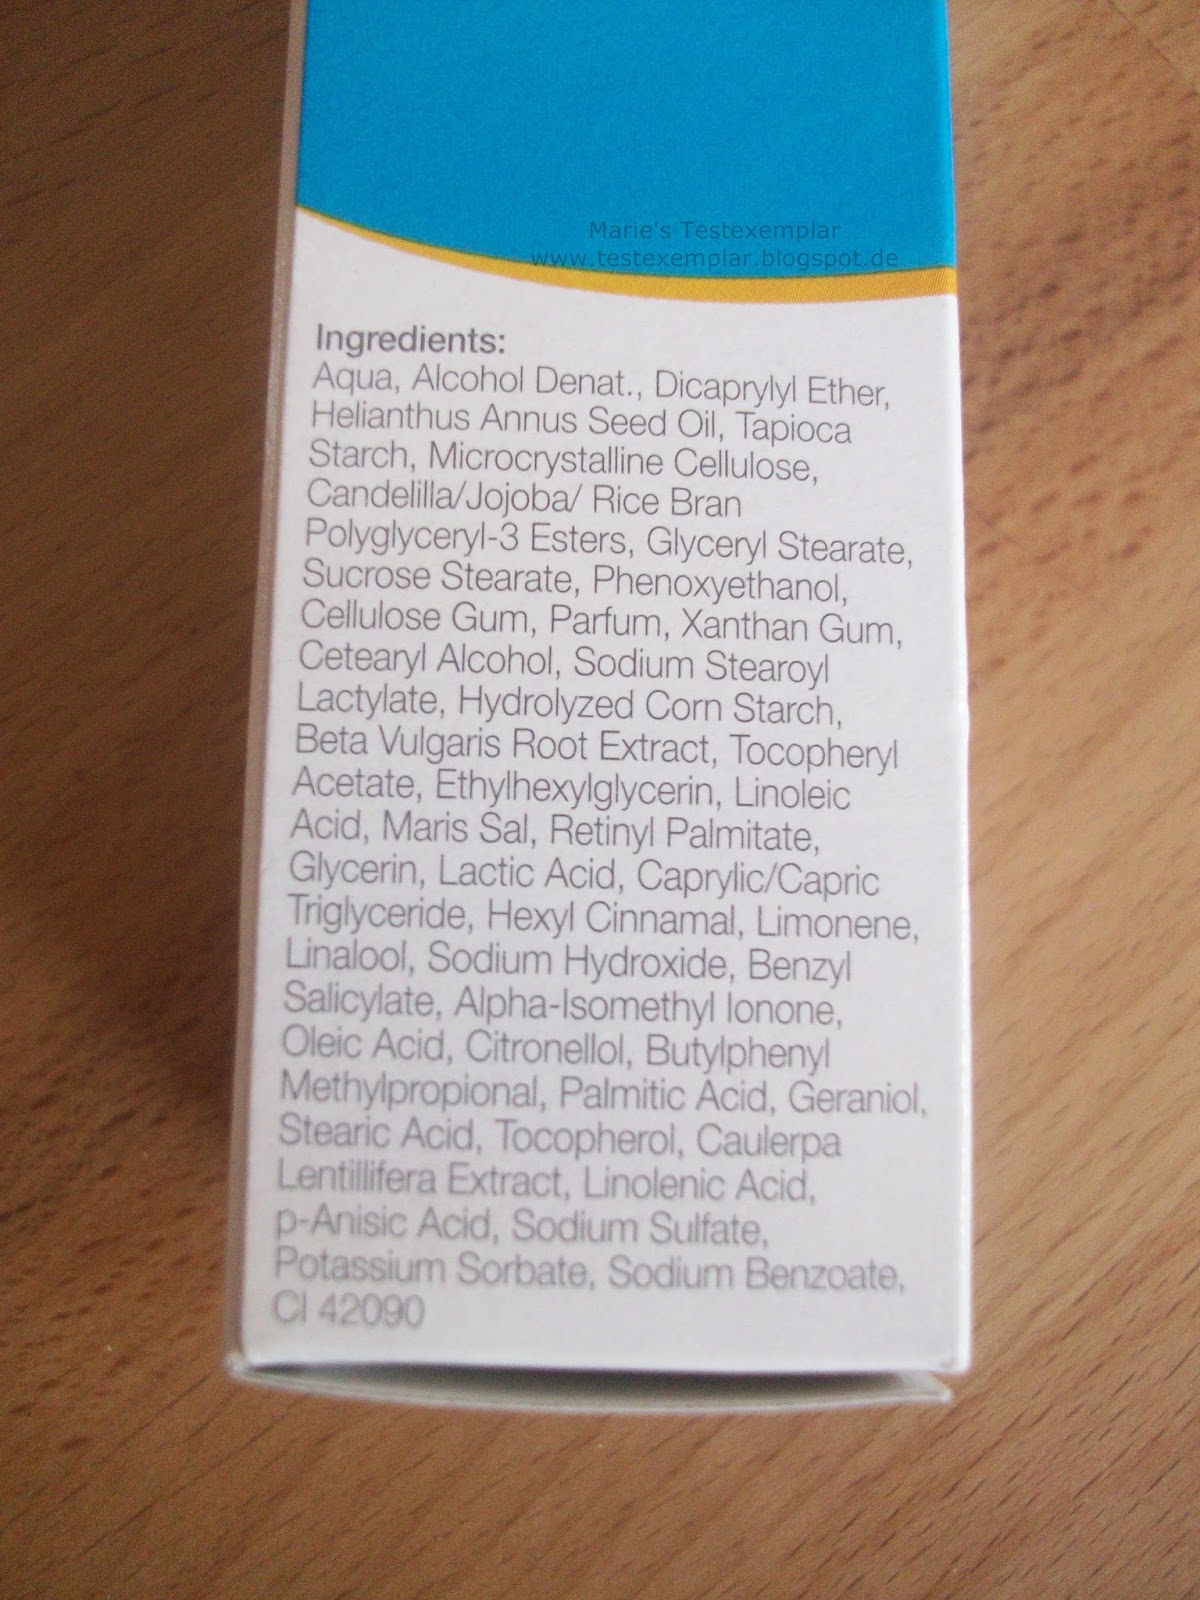 Marie's Testexemplar
www.testexemplar.blogspot.de
Ingredients:
Aqua, Alcohol Denat., Dicaprylyl Ether,
Helianthus Annus Seed Oil, Tapioca
Starch, Microcrystalline Cellulose,
Candelilla/Jojoba/ Rice Bran
Polyglyceryl-3 Esters, Glyceryl Stearate,
Sucrose Stearate, Phenoxyethanol,
Cellulose Gum, Parfum, Xanthan Gum,
Cetearyl Alcohol, Sodium Stearoyl
Lactylate, Hydrolyzed Corn Starch,
Beta Vulgaris Root Extract, Tocopheryl
Acetate, Ethylhexylglycerin, Linoleic
Acid, Maris Sal, Retinyl Palmitate,
Glycerin, Lactic Acid, Caprylic/Capric
Triglyceride, Hexyl Cinnamal, Limonene,
Linalool, Sodium Hydroxide, Benzyl
Salicylate, Alpha-Isomethyl Ionone,
Oleic Acid, Citronellol, Butylphenyl
Methylpropional, Palmitic Acid, Geraniol,
Stearic Acid, Tocopherol, Caulerpa
Lentillifera Extract, Linolenic Acid,
p-Anisic Acid, Sodium Sulfate,
Potassium Sorbate, Sodium Benzoate,
CI 42090